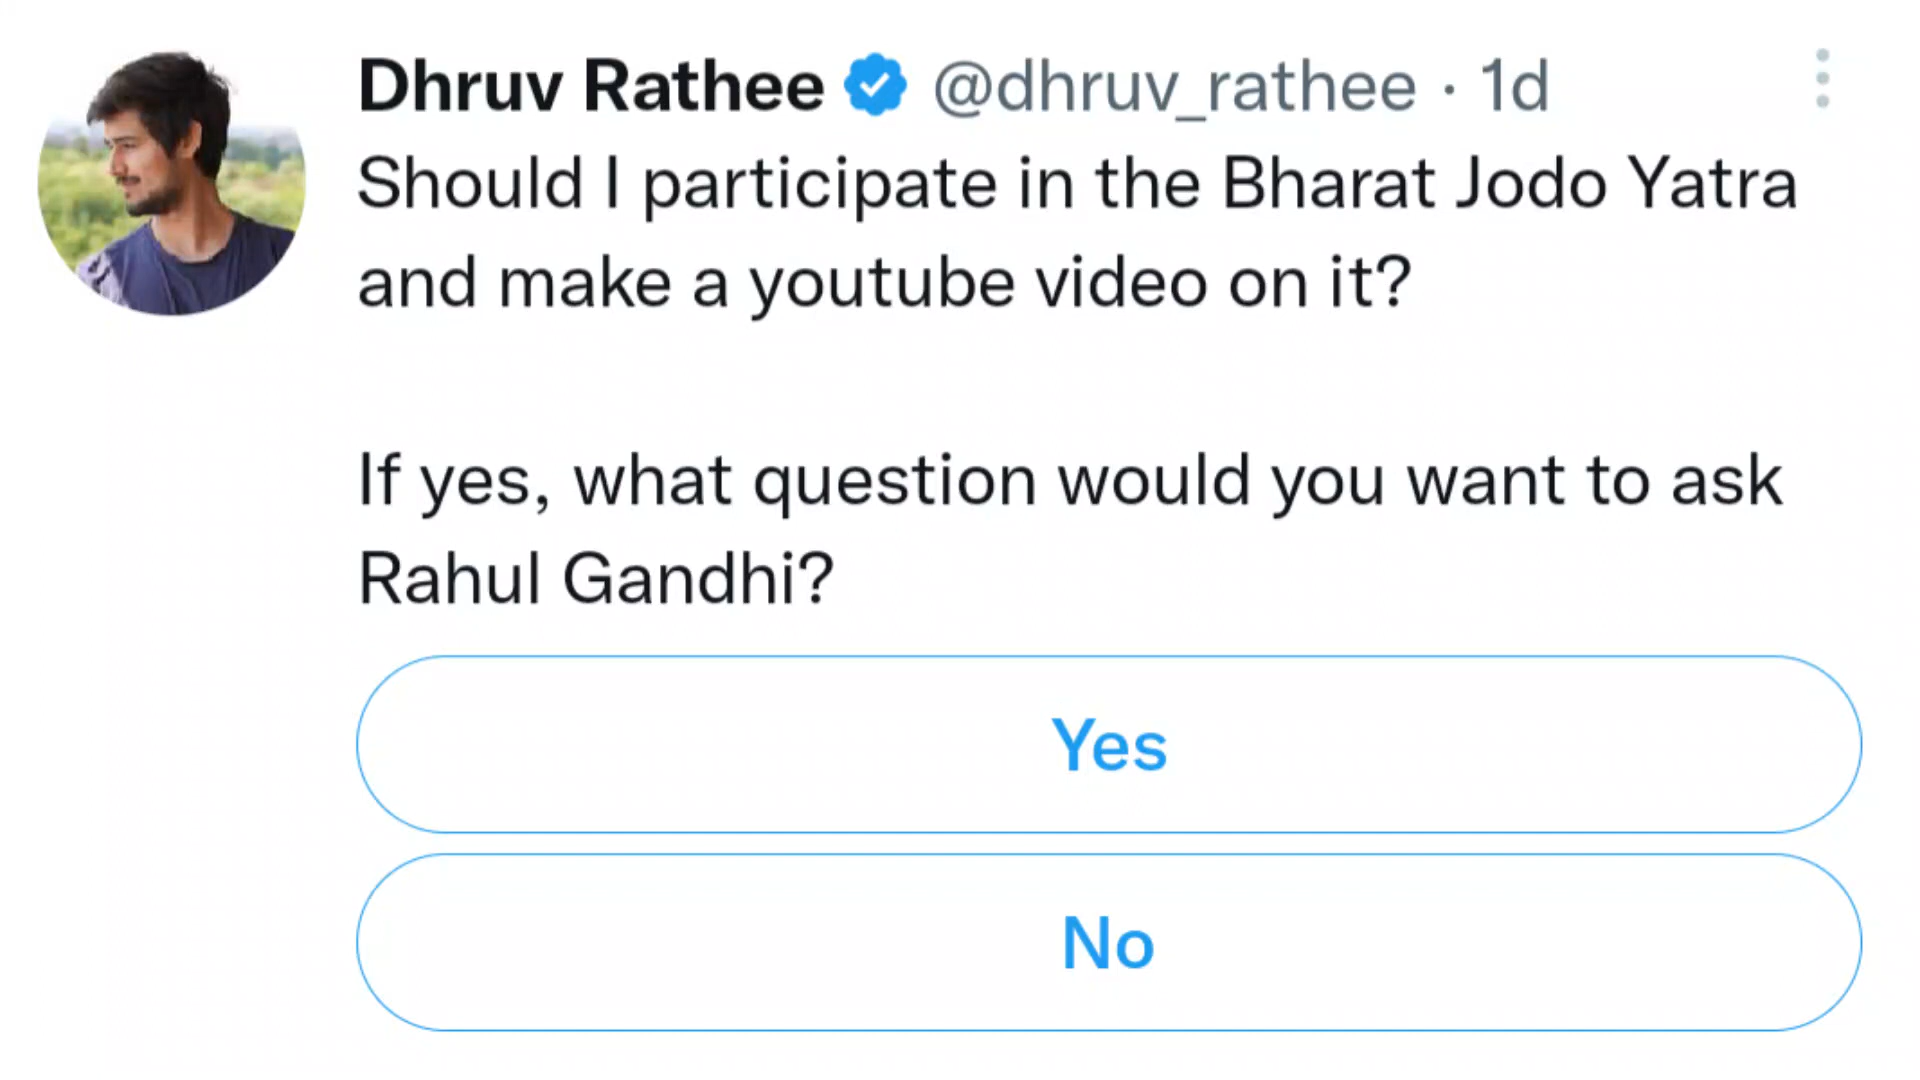 Dhruv Rathee @dhruv_rathee · 1d
Should I participate in the Bharat Jodo Yatra
and make a youtube video on it?
If yes, what question would you want to ask
Rahul Gandhi?
Yes
No